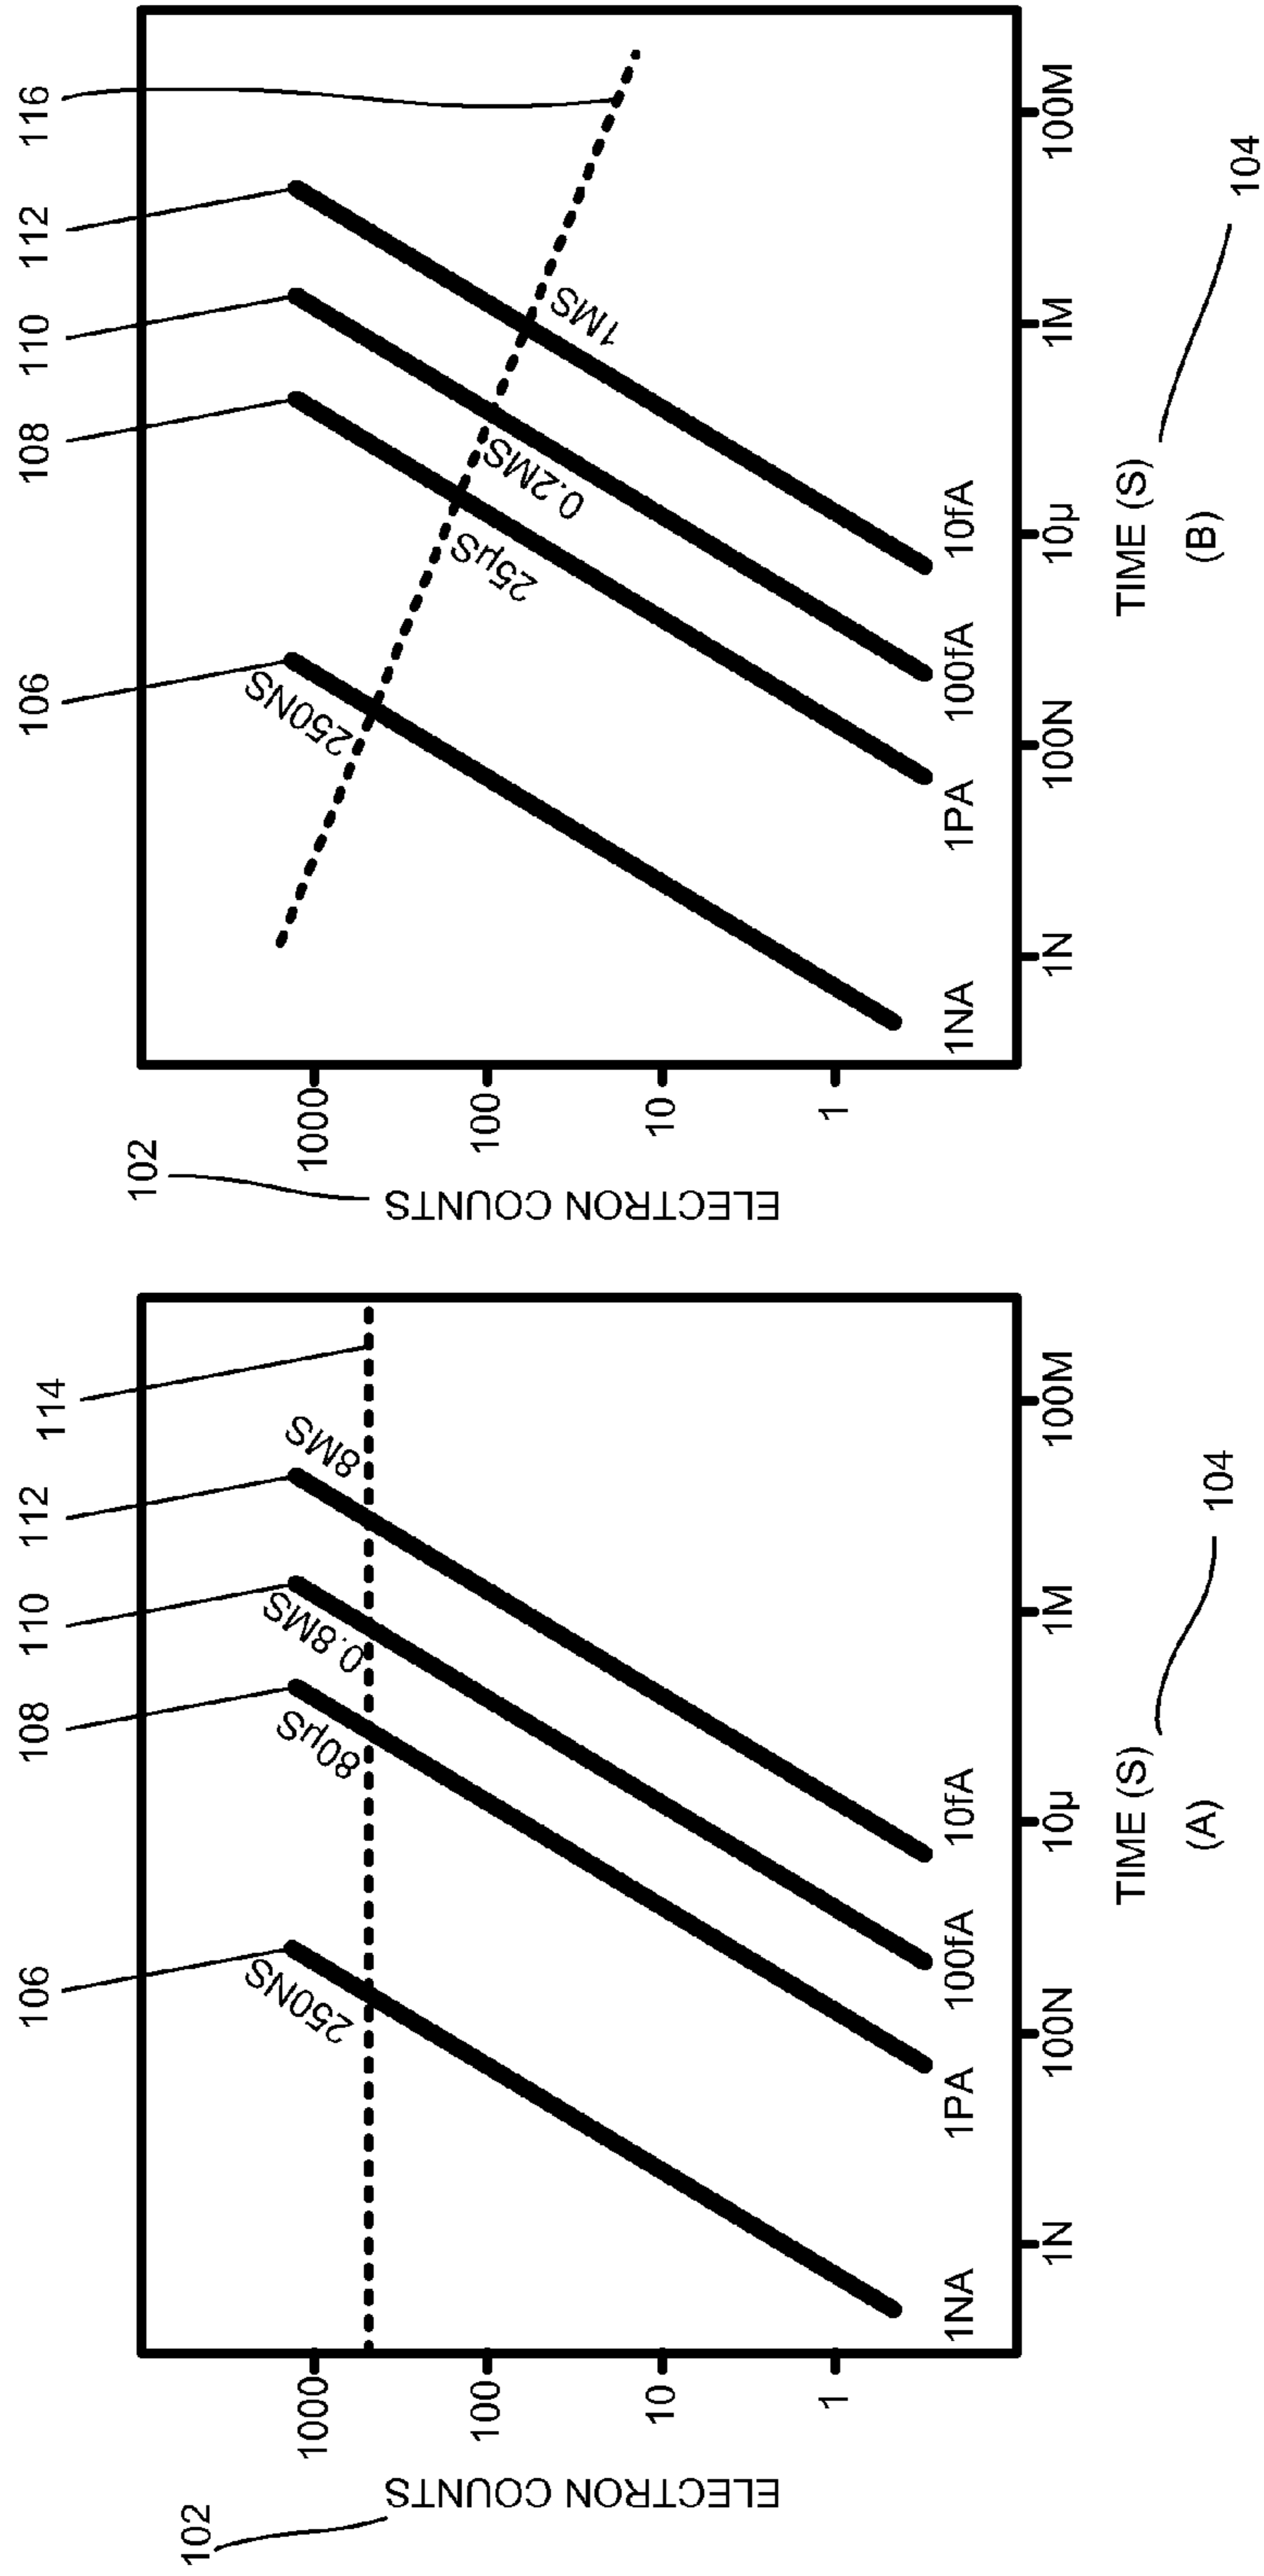 106
108
110
112
114
102
ELECTRON COUNTS
1000
100
10
1
250NS
80µS
0.8MS
8MS
1NA
1PA
100fA
10fA
1N
100N
10µ
1M
100M
TIME (S)
104
(A)
106
108
110
112
116
102
ELECTRON COUNTS
1000
100
10
1
250NS
25µS
0.2MS
1MS
1NA
1PA
100fA
10fA
1N
100N
10µ
1M
100M
TIME (S)
104
(B)